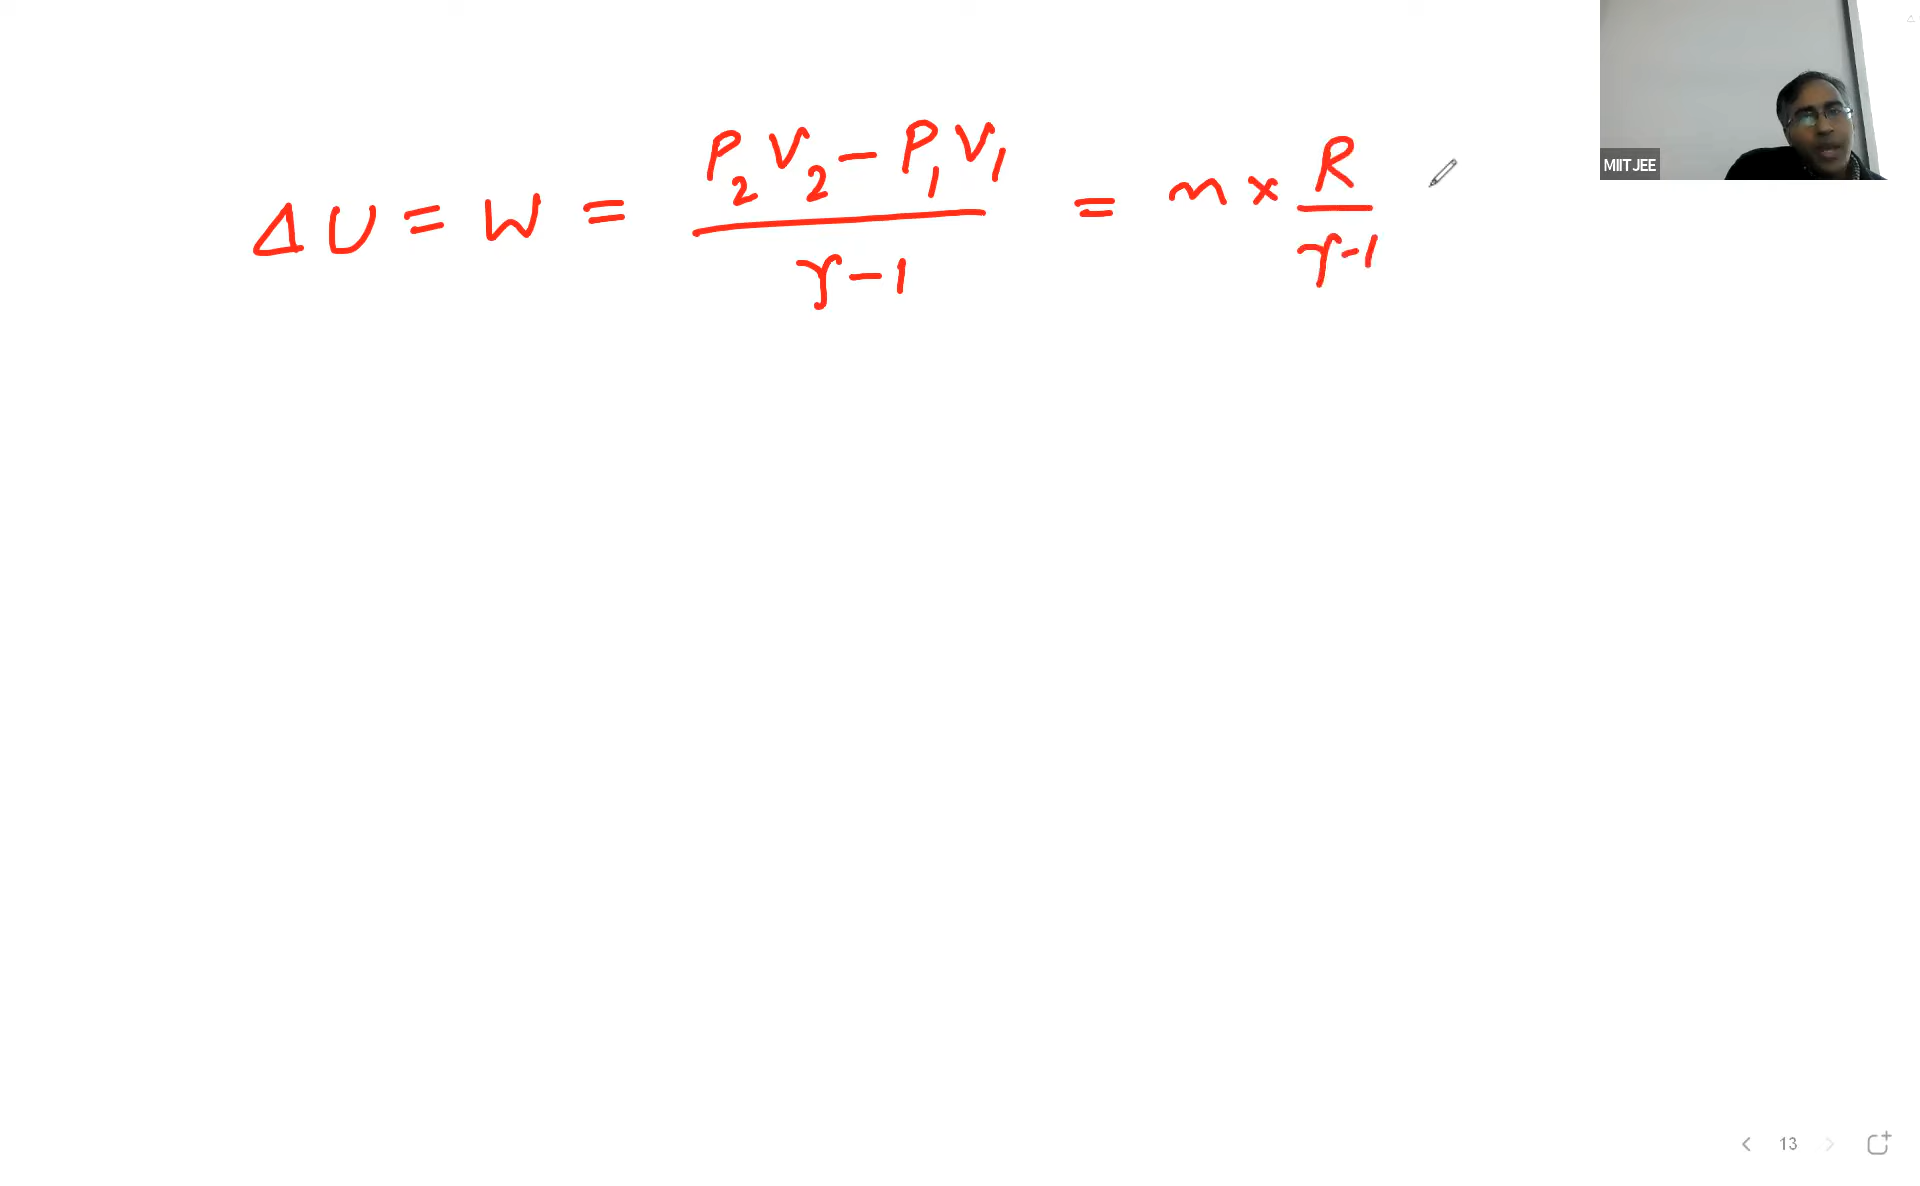 ΔU = W = (P₂V₂ − P₁V₁)/(γ−1) = n × R/(γ−1)
MIIT JEE
13